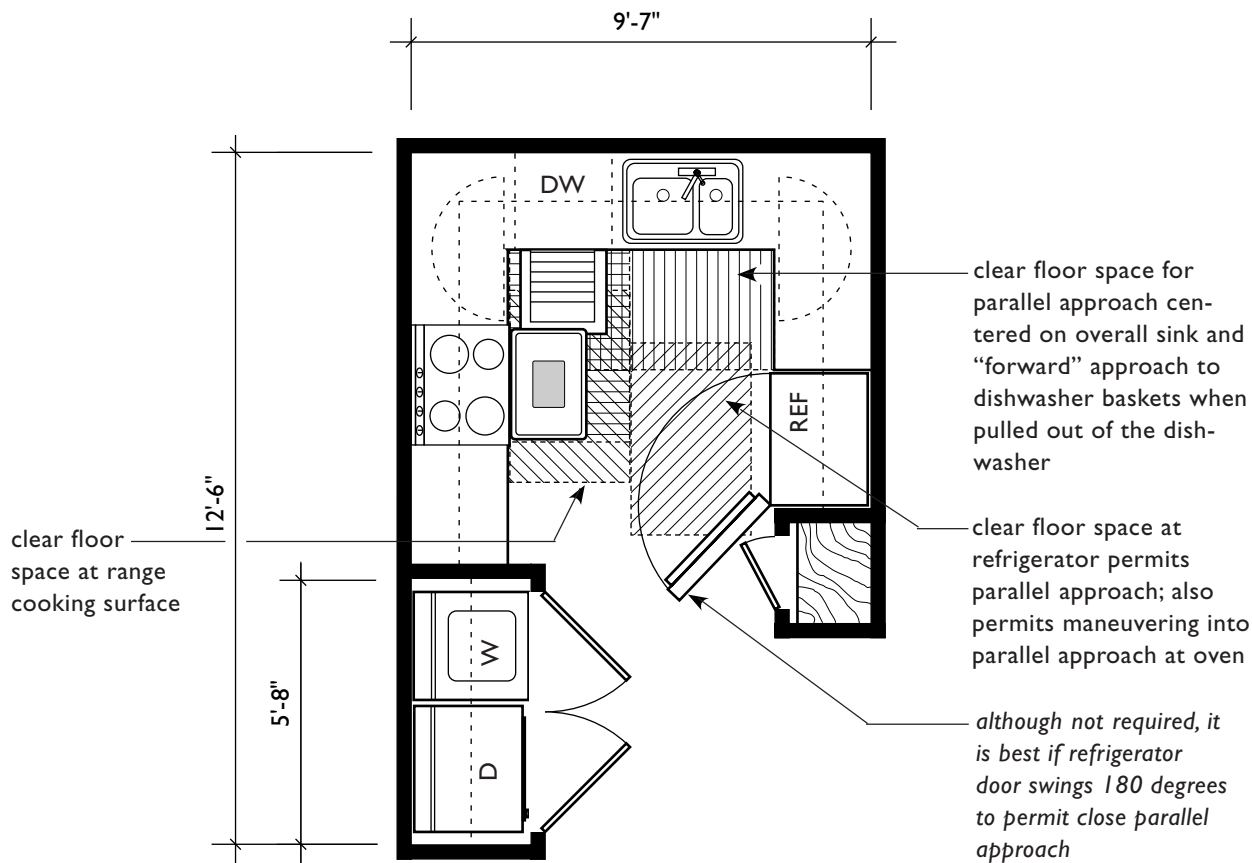 9'-7"
DW
clear floor space for
parallel approach cen-
tered on overall sink and
“forward” approach to
dishwasher baskets when
pulled out of the dish-
washer
REF
12'-6"
clear floor
space at range
cooking surface
clear floor space at
refrigerator permits
parallel approach; also
permits maneuvering into
parallel approach at oven
W
5'-8"
D
although not required, it
is best if refrigerator
door swings 180 degrees
to permit close parallel
approach